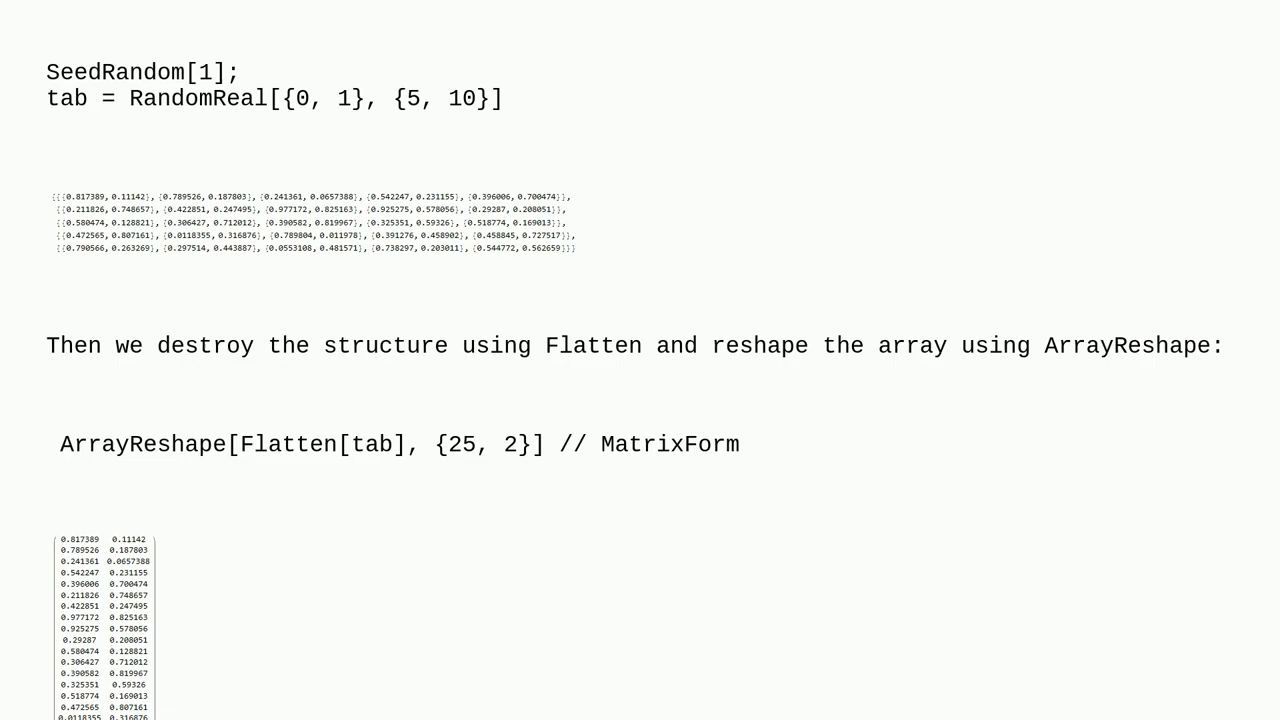 SeedRandom[1];
tab = RandomReal[{0, 1}, {5, 10}]
{{{0.817389, 0.11142}, {0.789526, 0.187803}, {0.241361, 0.0657388}, {0.542247, 0.231155}, {0.396006, 0.700474}},
{{0.211826, 0.748657}, {0.422851, 0.247495}, {0.977172, 0.825163}, {0.925275, 0.578056}, {0.29287, 0.208051}},
{{0.580474, 0.128821}, {0.306427, 0.712012}, {0.390582, 0.819967}, {0.325351, 0.59326}, {0.518774, 0.169013}},
{{0.472565, 0.807161}, {0.0118355, 0.316876}, {0.789804, 0.011978}, {0.391276, 0.458902}, {0.458845, 0.727517}},
{{0.790566, 0.263269}, {0.297514, 0.443887}, {0.0553108, 0.481571}, {0.738297, 0.203011}, {0.544772, 0.562659}}}
Then we destroy the structure using Flatten and reshape the array using ArrayReshape:
ArrayReshape[Flatten[tab], {25, 2}] // MatrixForm
0.817389 0.11142
0.789526 0.187803
0.241361 0.0657388
0.542247 0.231155
0.396006 0.700474
0.211826 0.748657
0.422851 0.247495
0.977172 0.825163
0.925275 0.578056
0.29287 0.208051
0.580474 0.128821
0.306427 0.712012
0.390582 0.819967
0.325351 0.59326
0.518774 0.169013
0.472565 0.807161
0.0118355 0.316876